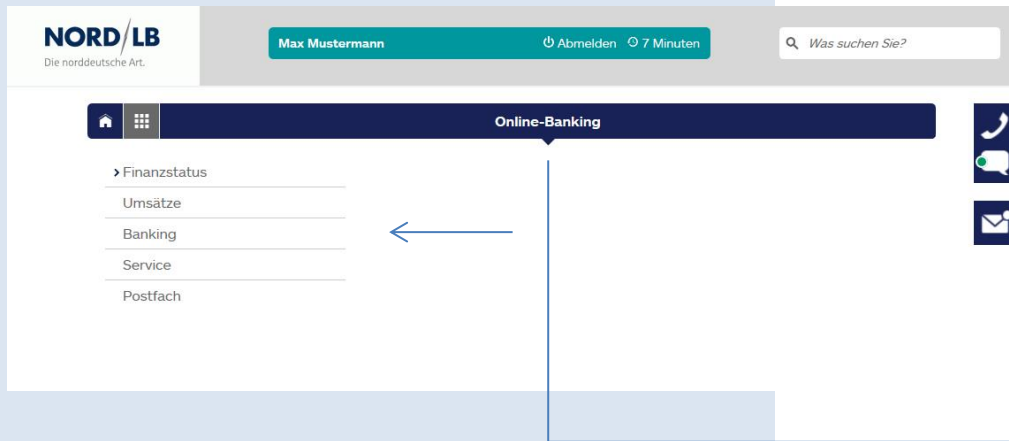 NORD/LB
Die norddeutsche Art.
Max Mustermann Abmelden 7 Minuten
Was suchen Sie?
Online-Banking
Finanzstatus
Umsätze
Banking
Service
Postfach